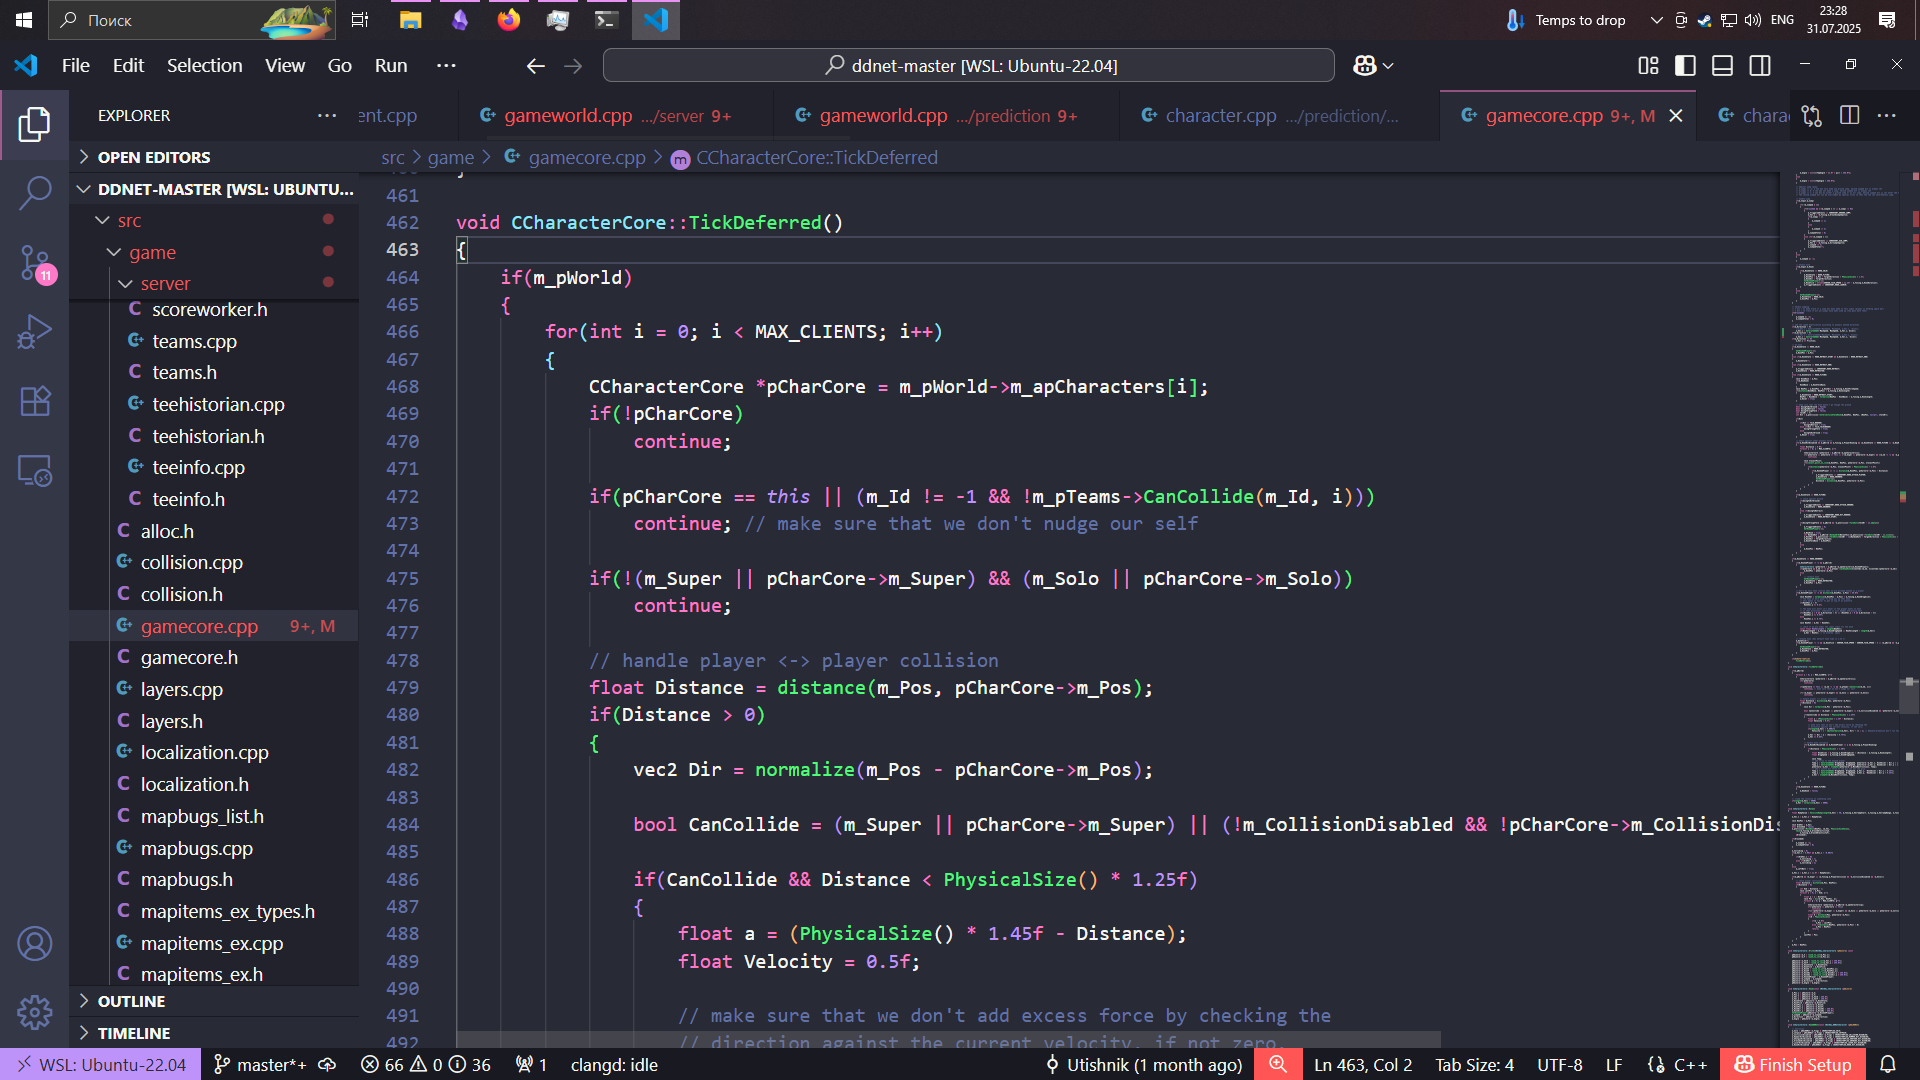 Поиск
Temps to drop
ENG
23:28
31.07.2025
File Edit Selection View Go Run ···
ddnet-master [WSL: Ubuntu-22.04]
EXPLORER
ent.cpp
gameworld.cpp .../server 9+
gameworld.cpp .../prediction 9+
character.cpp .../prediction/...
gamecore.cpp 9+, M
OPEN EDITORS
src > game > gamecore.cpp > CCharacterCore::TickDeferred
DDNET-MASTER [WSL: UBUNTU...
src
game
server
scoreworker.h
teams.cpp
teams.h
teehistorian.cpp
teehistorian.h
teeinfo.cpp
teeinfo.h
alloc.h
collision.cpp
collision.h
gamecore.cpp 9+, M
gamecore.h
layers.cpp
layers.h
localization.cpp
localization.h
mapbugs_list.h
mapbugs.cpp
mapbugs.h
mapitems_ex_types.h
mapitems_ex.cpp
mapitems_ex.h
OUTLINE
TIMELINE
11
461
462 void CCharacterCore::TickDeferred()
463 {
464 if(m_pWorld)
465 {
466 for(int i = 0; i < MAX_CLIENTS; i++)
467 {
468 CCharacterCore *pCharCore = m_pWorld->m_apCharacters[i];
469 if(!pCharCore)
470 continue;
471
472 if(pCharCore == this || (m_Id != -1 && !m_pTeams->CanCollide(m_Id, i)))
473 continue; // make sure that we don't nudge our self
474
475 if(!(m_Super || pCharCore->m_Super) && (m_Solo || pCharCore->m_Solo))
476 continue;
477
478 // handle player <-> player collision
479 float Distance = distance(m_Pos, pCharCore->m_Pos);
480 if(Distance > 0)
481 {
482 vec2 Dir = normalize(m_Pos - pCharCore->m_Pos);
483
484 bool CanCollide = (m_Super || pCharCore->m_Super) || (!m_CollisionDisabled && !pCharCore->m_CollisionDi
485
486 if(CanCollide && Distance < PhysicalSize() * 1.25f)
487 {
488 float a = (PhysicalSize() * 1.45f - Distance);
489 float Velocity = 0.5f;
490
491 // make sure that we don't add excess force by checking the
492 // direction against the current velocity. if not zero.
WSL: Ubuntu-22.04
master*+
66 0 36
1
clangd: idle
Utishnik (1 month ago)
Ln 463, Col 2
Tab Size: 4
UTF-8
LF
C++
Finish Setup